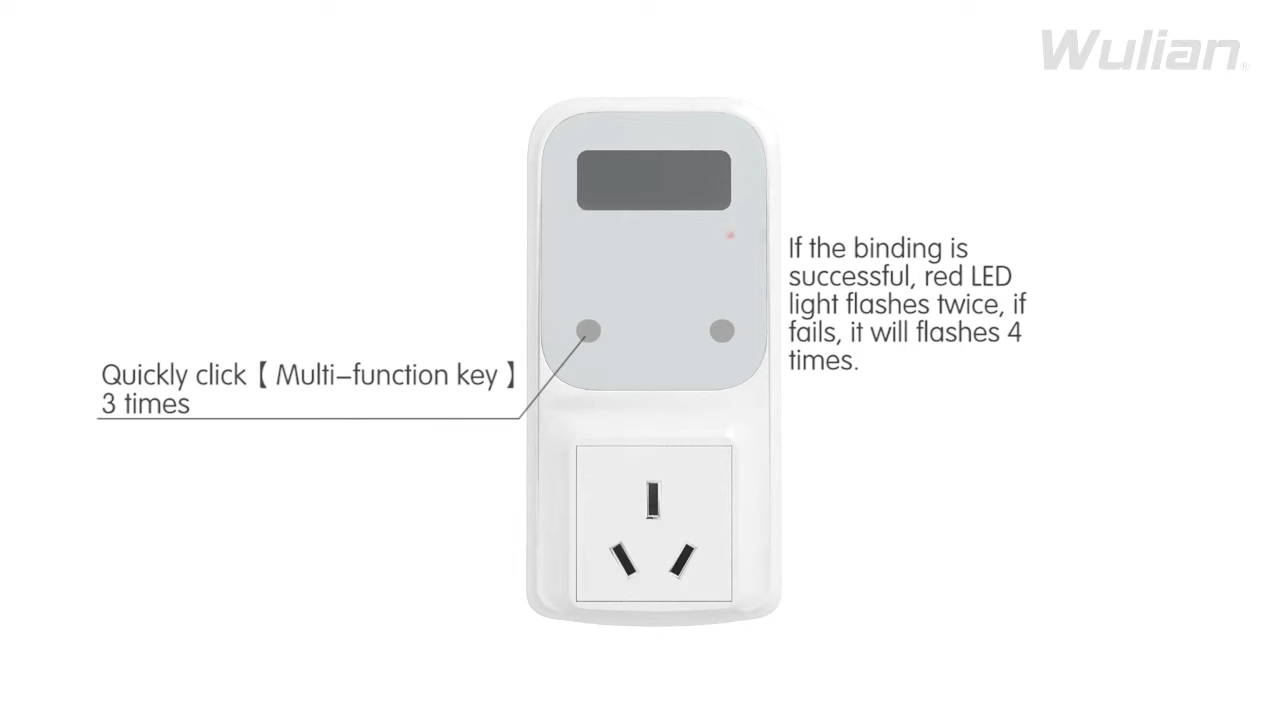 Wulian®
If the binding is
successful, red LED
light flashes twice, if
fails, it will flashes 4
times.
Quickly click【 Multi–function key 】
3 times